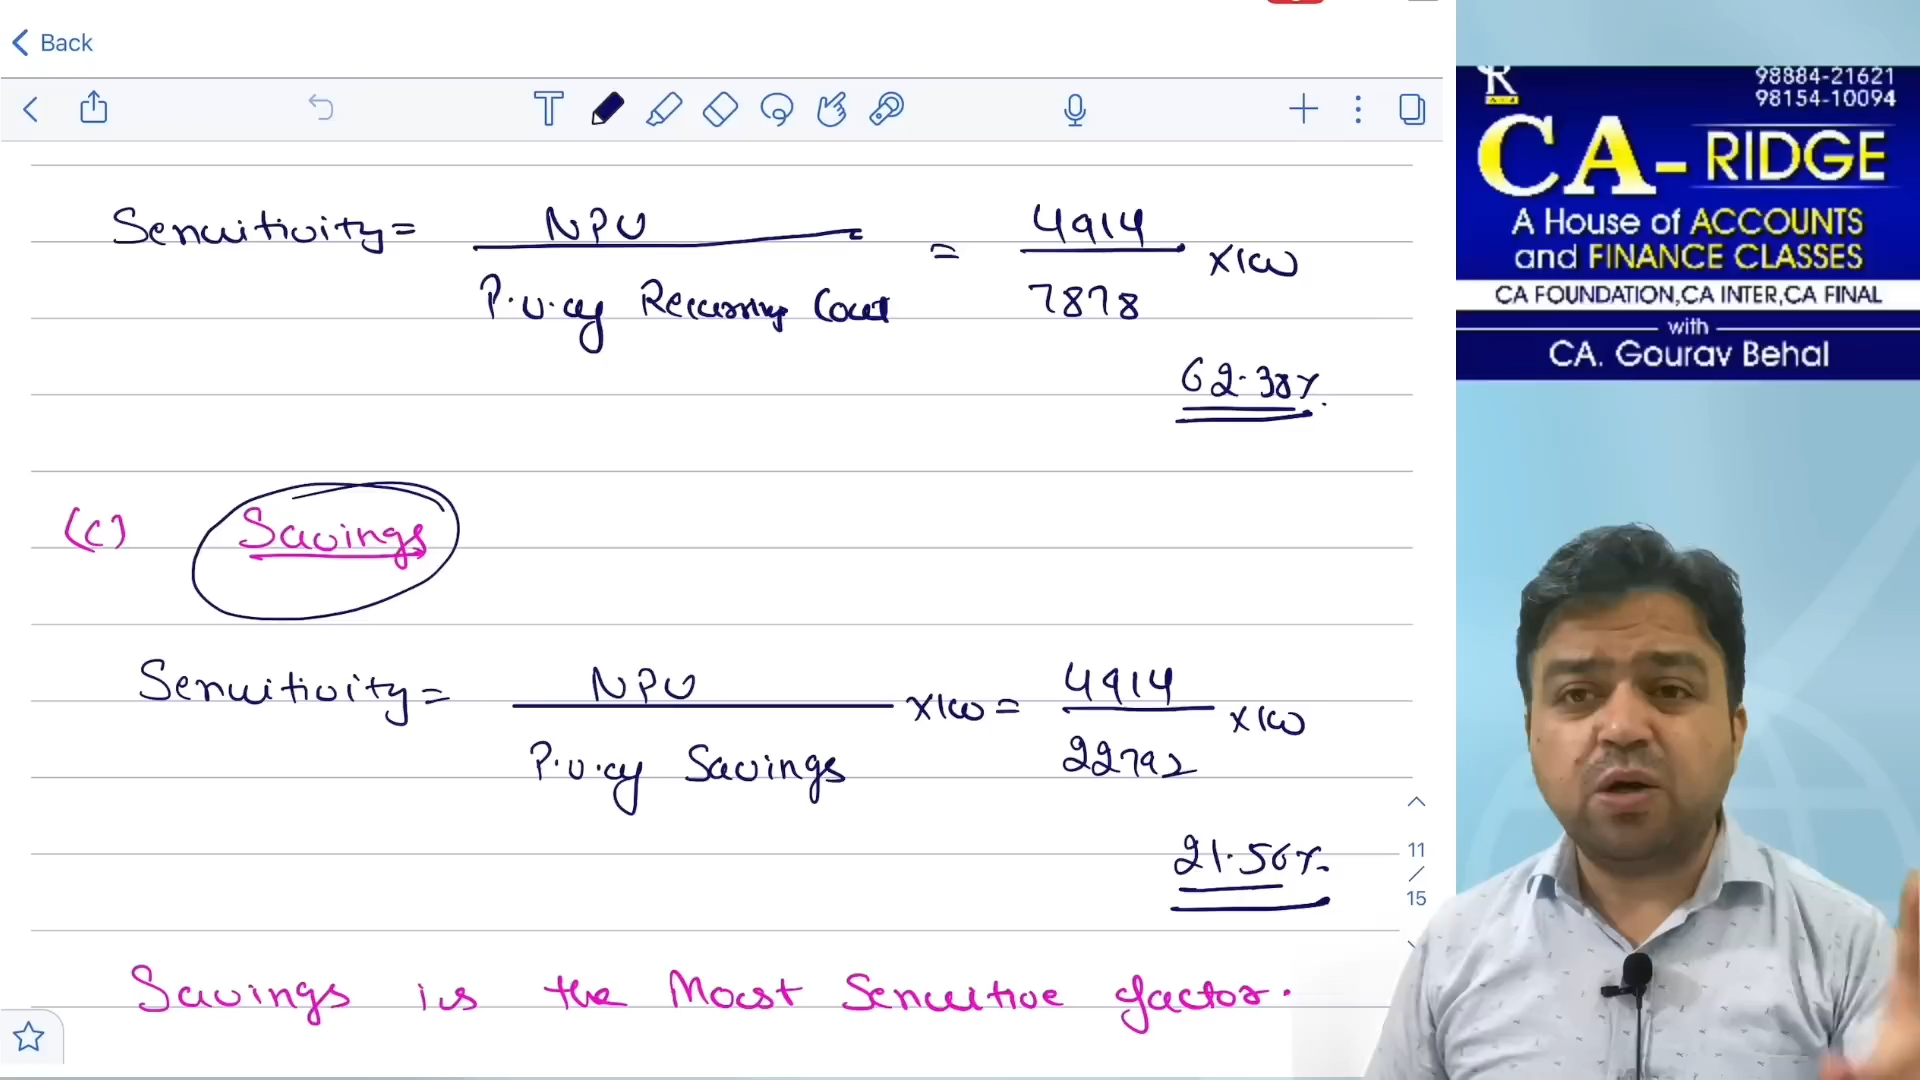 Back
Sensitivity = NPV / P.V. of Recurring Cost = 4914 / 7878 X100
62.38%.
(C) Savings
Sensitivity = NPV / P.V. of Savings X100 = 4914 / 22792 X100
21.56%
Savings is the Most Sensitive factor.
11 / 15
98884-21621
98154-10094
CA- RIDGE
A House of ACCOUNTS
and FINANCE CLASSES
CA FOUNDATION,CA INTER,CA FINAL
with
CA. Gourav Behal